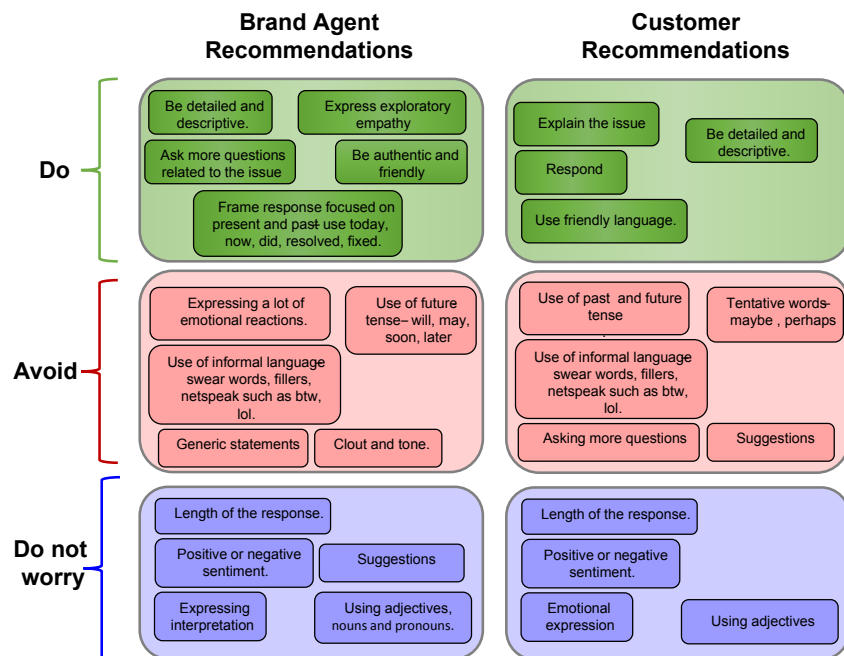 Brand Agent
Recommendations
Customer
Recommendations
Do
Be detailed and
descriptive.
Express exploratory
empathy
Ask more questions
related to the issue
Be authentic and
friendly
Frame response focused on
present and past– use today,
now, did, resolved, fixed.
Explain the issue
Be detailed and
descriptive.
Respond
Use friendly language.
Avoid
Expressing a lot of
emotional reactions.
Use of future
tense– will, may,
soon, later
Use of informal language–
swear words, fillers,
netspeak such as btw,
lol.
Generic statements
Clout and tone.
Use of past and future
tense
Tentative words–
maybe , perhaps
Use of informal language–
swear words, fillers,
netspeak such as btw,
lol.
Asking more questions
Suggestions
Do not
worry
Length of the response.
Positive or negative
sentiment.
Suggestions
Expressing
interpretation
Using adjectives,
nouns and pronouns.
Length of the response.
Positive or negative
sentiment.
Emotional
expression
Using adjectives